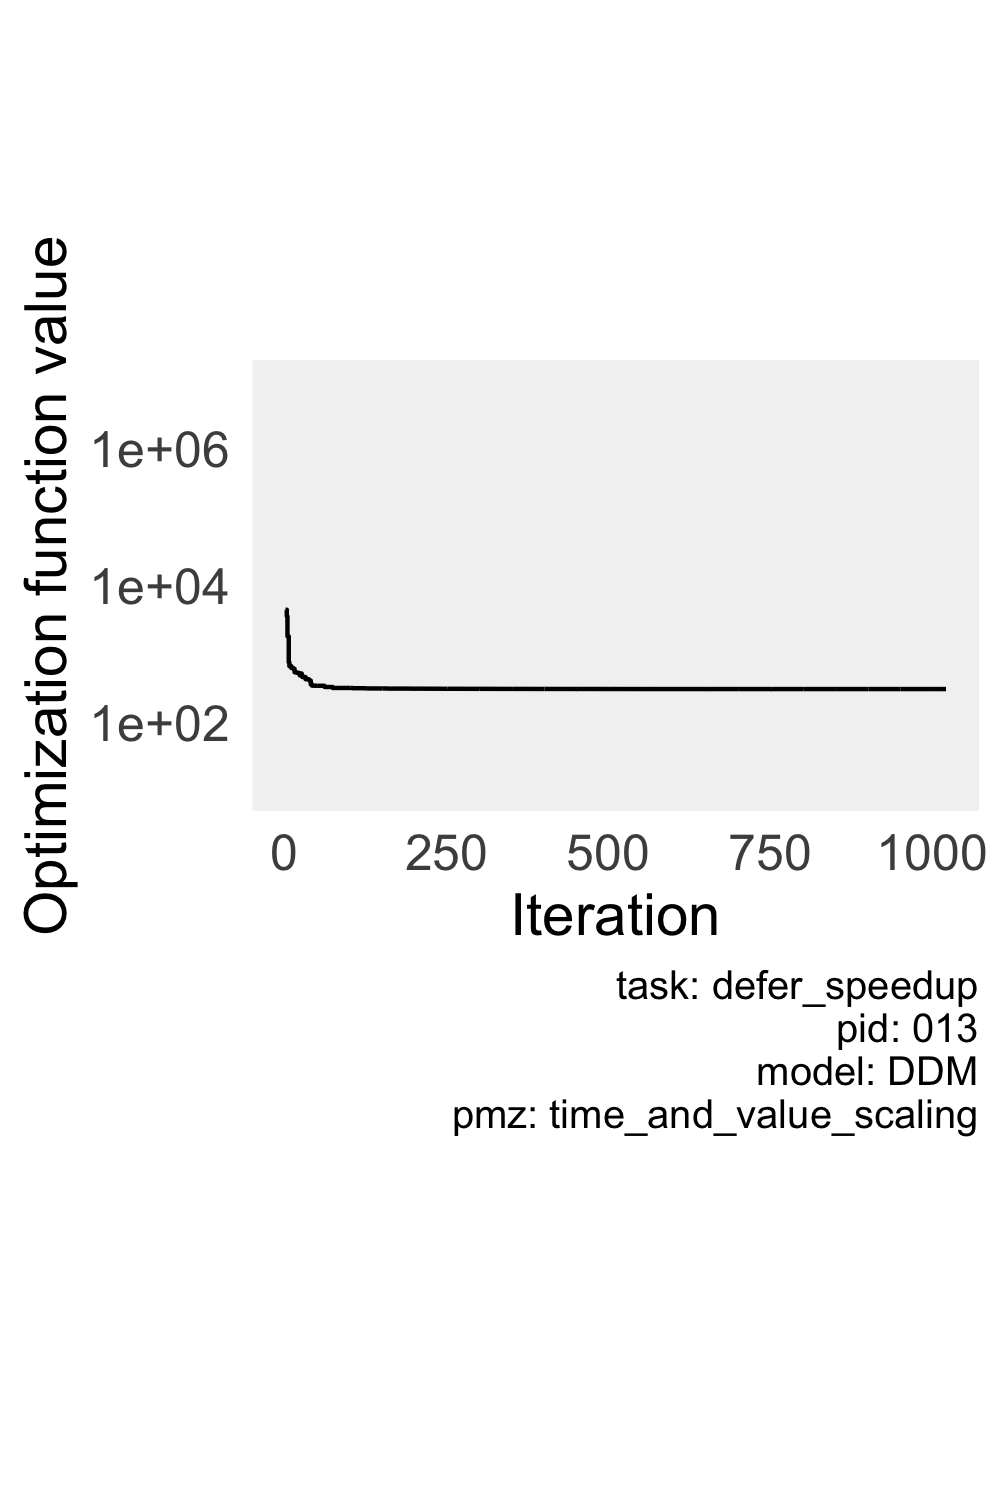 Optimization function value
1e+06
1e+04
1e+02
0 250 500 750 1000
Iteration
task: defer_speedup
pid: 013
model: DDM
pmz: time_and_value_scaling